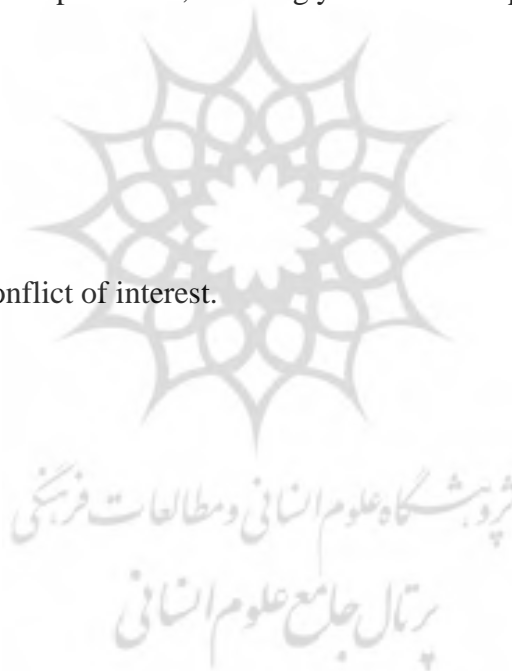 onflict of interest.
پژوهشگاه علوم انسانی و مطالعات فرهنگی
پرتال جامع علوم انسانی